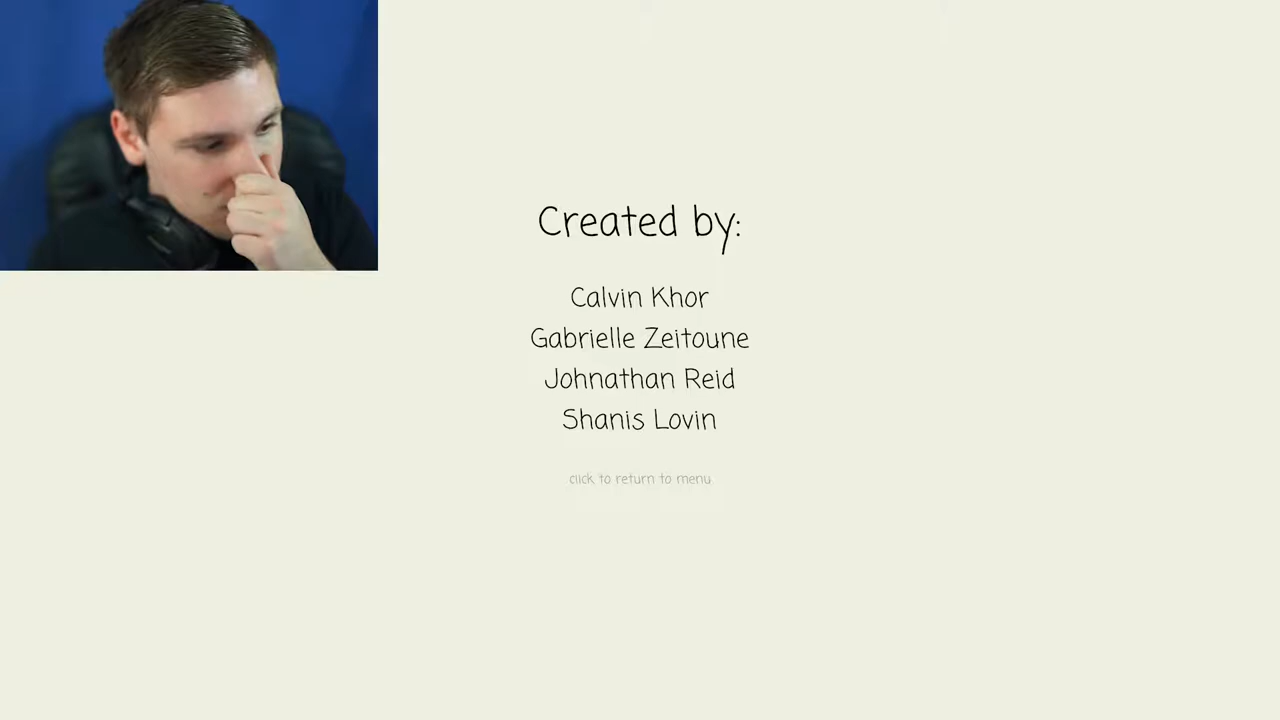 Created by:
Calvin Khor
Gabrielle Zeitoune
Johnathan Reid
Shanis Lovin
click to return to menu.